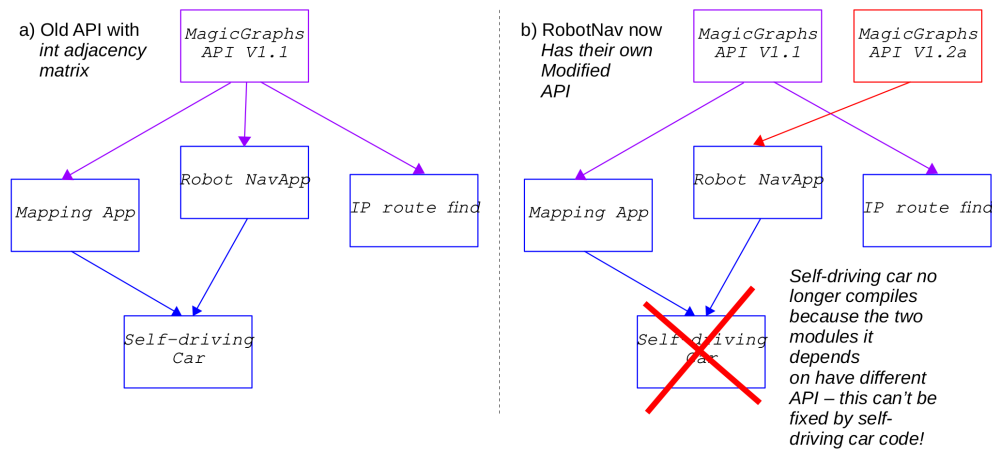 a) Old API with
int adjacency
matrix
MagicGraphs
API V1.1
Robot NavApp
Mapping App
IP route find
Self-driving
Car
b) RobotNav now
Has their own
Modified
API
MagicGraphs
API V1.1
MagicGraphs
API V1.2a
Robot NavApp
Mapping App
IP route find
Self-driving
Car
Self-driving car no
longer compiles
because the two
modules it
depends
on have different
API – this can't be
fixed by self-
driving car code!